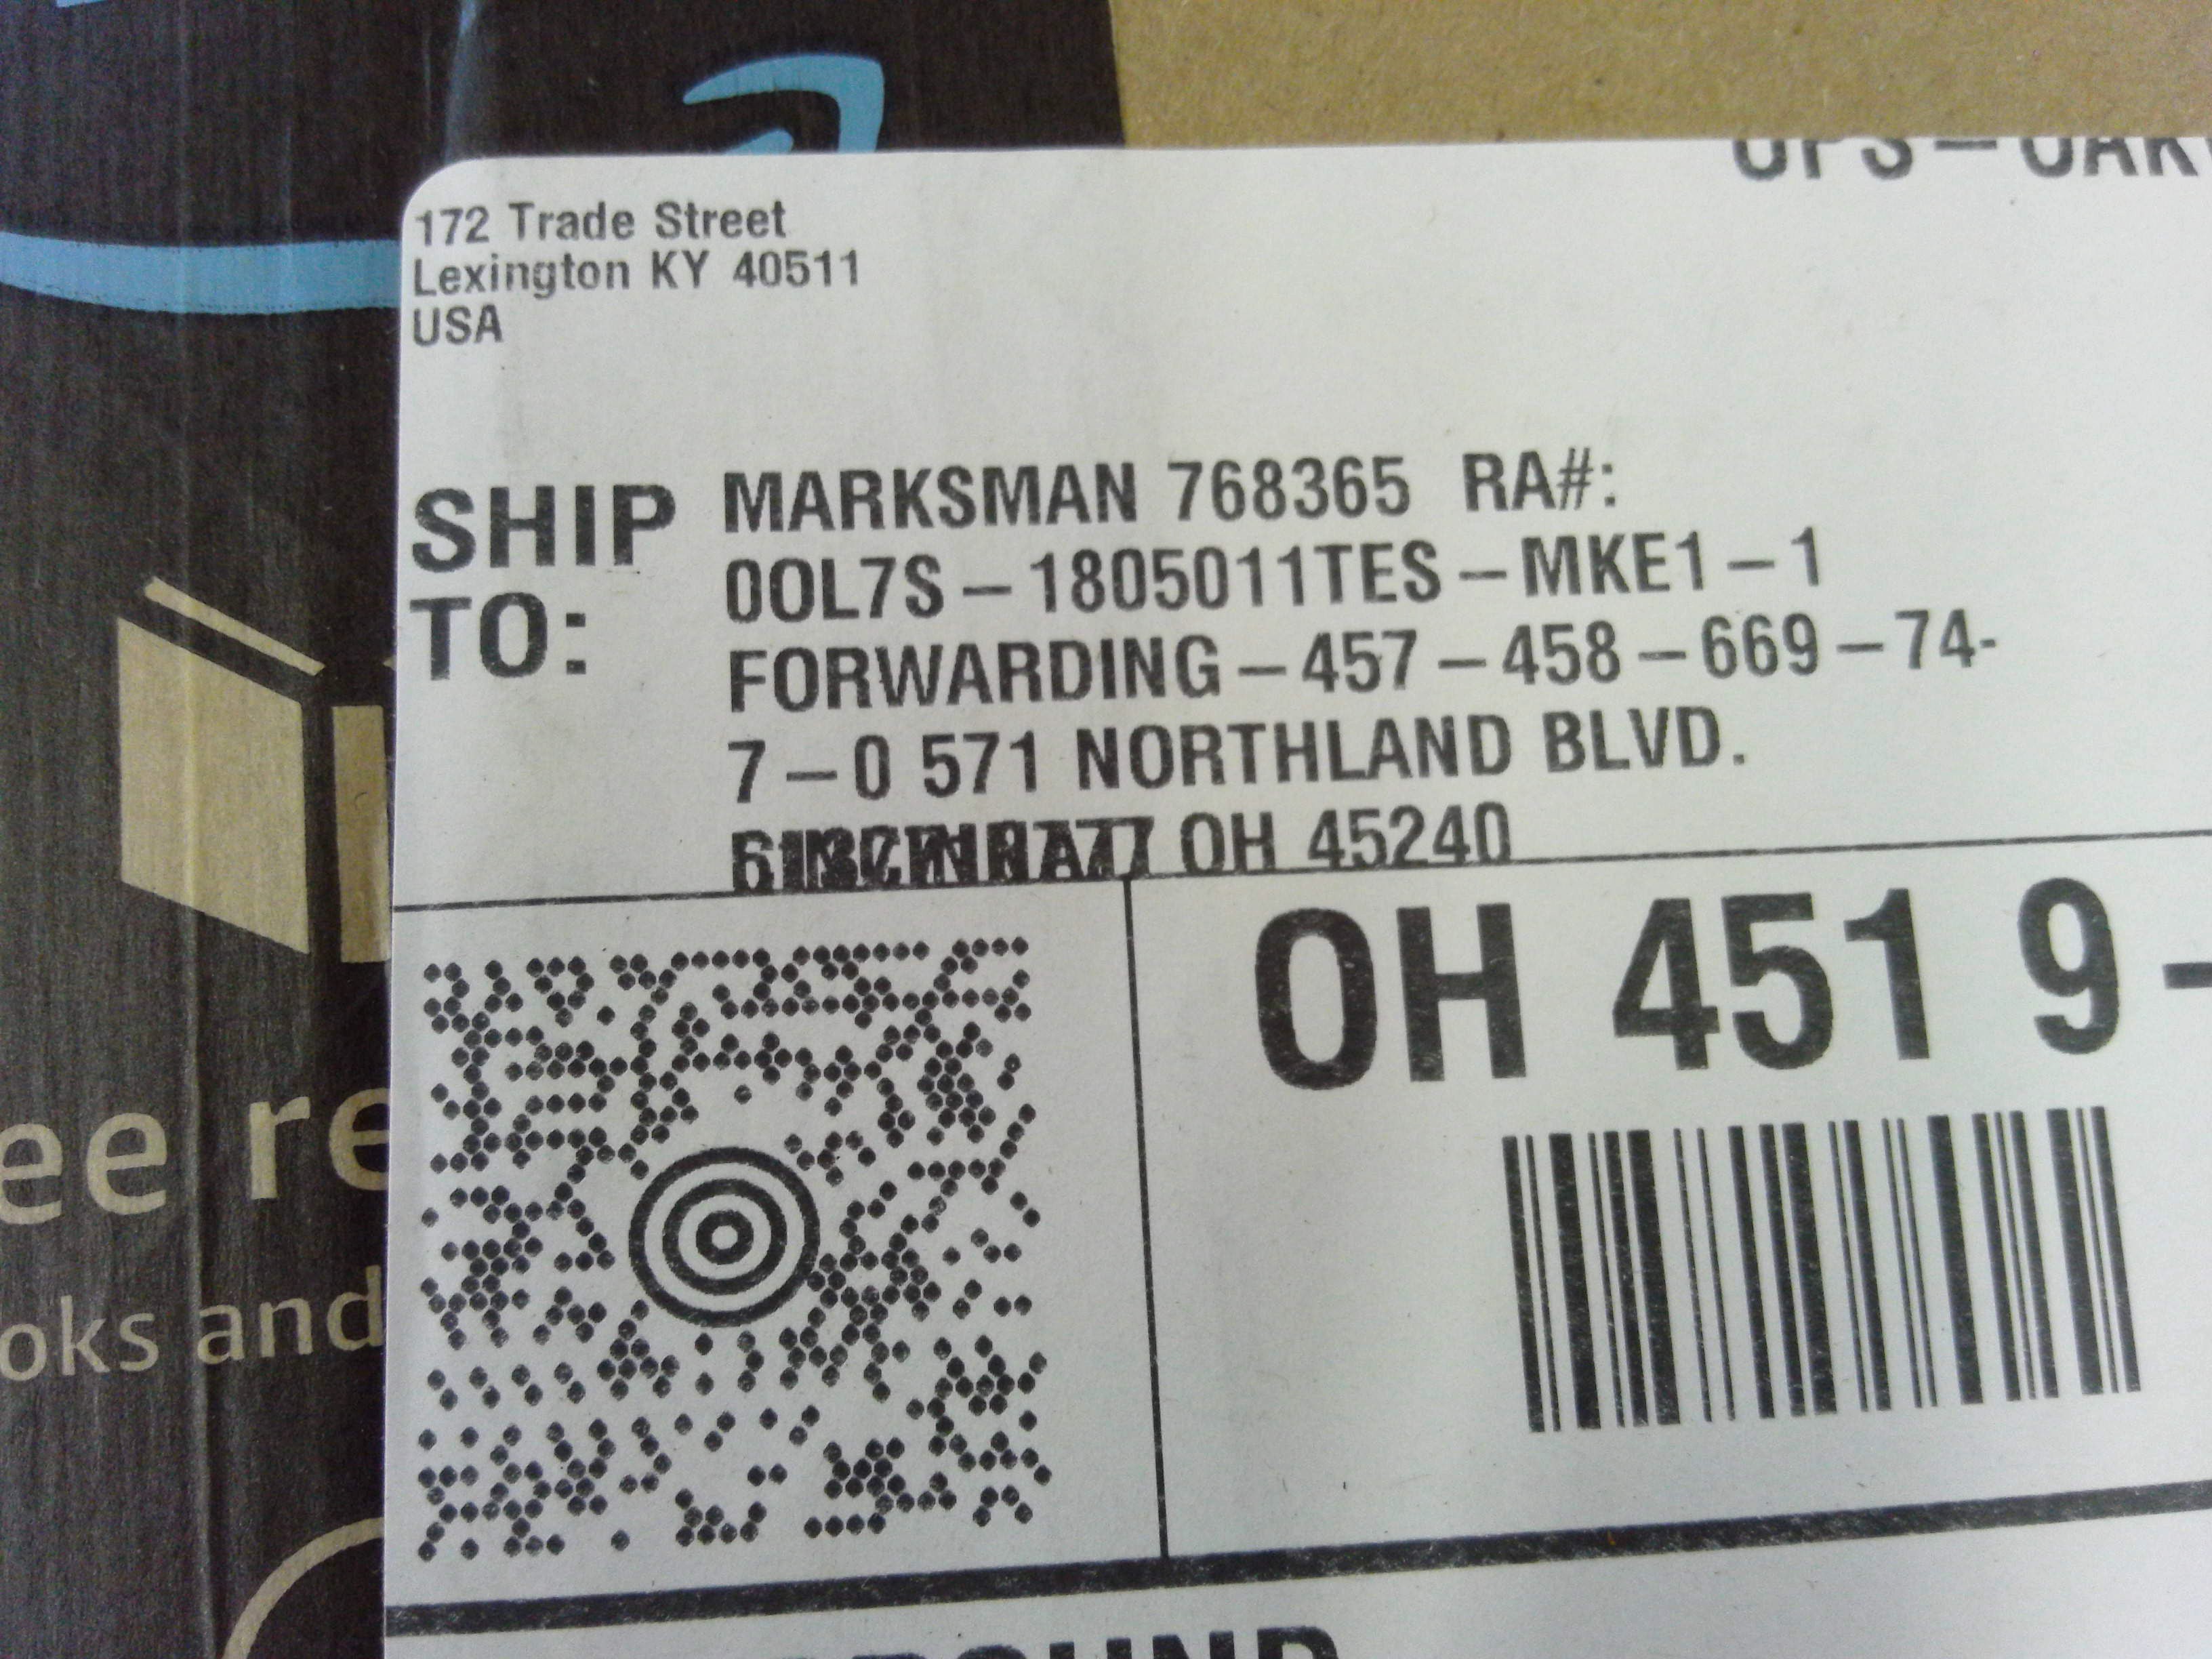 172 Trade Street
Lexington KY 40511
USA
SHIP TO:
MARKSMAN 768365 RA#:
0OL7S-1805011TES-MKE1-1
FORWARDING-457-458-669-74-
7-0 571 NORTHLAND BLVD.
OH 45240
OH 451 9-
ee re
oks and